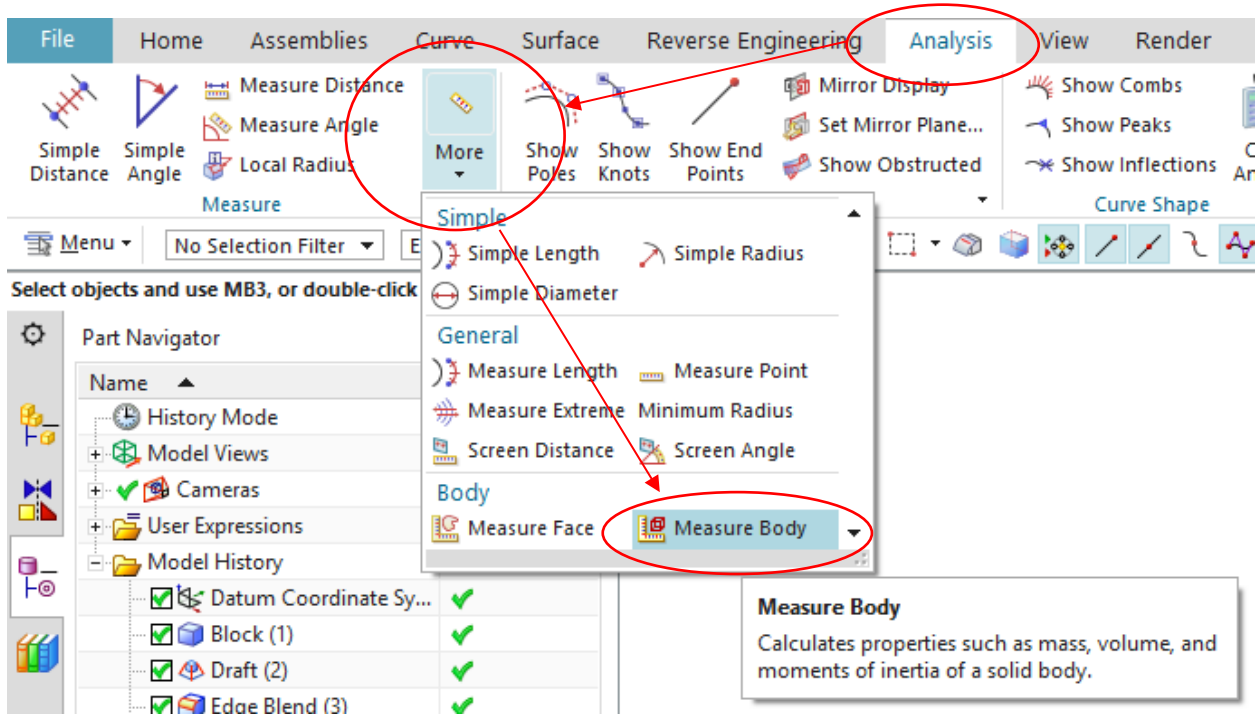 File Home Assemblies Curve Surface Reverse Engineering Analysis View Render
Measure Distance
Measure Angle
Local Radius
Simple Distance
Simple Angle
More
Show Poles
Show Knots
Show End Points
Mirror Display
Set Mirror Plane...
Show Obstructed
Show Combs
Show Peaks
Show Inflections
Measure
Curve Shape
Menu No Selection Filter E
Select objects and use MB3, or double-click
Simple
Simple Length Simple Radius
Simple Diameter
General
Measure Length Measure Point
Measure Extreme Minimum Radius
Screen Distance Screen Angle
Body
Measure Face Measure Body
Part Navigator
Name
History Mode
Model Views
Cameras
User Expressions
Model History
Datum Coordinate Sy...
Block (1)
Draft (2)
Edge Blend (3)
Measure Body
Calculates properties such as mass, volume, and
moments of inertia of a solid body.